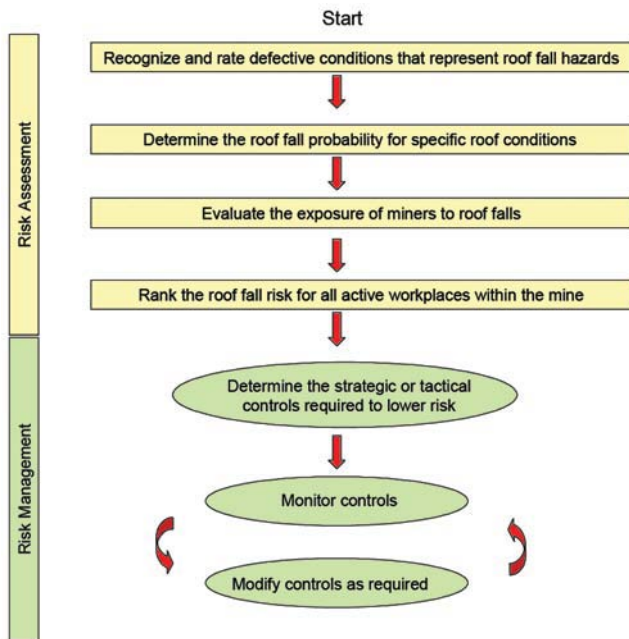 Start
Risk Assessment
Recognize and rate defective conditions that represent roof fall hazards
Determine the roof fall probability for specific roof conditions
Evaluate the exposure of miners to roof falls
Rank the roof fall risk for all active workplaces within the mine
Risk Management
Determine the strategic or tactical
controls required to lower risk
Monitor controls
Modify controls as required